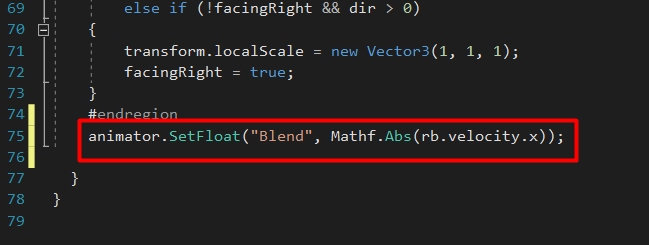 69 else if (!facingRight && dir > 0)
70 {
71 transform.localScale = new Vector3(1, 1, 1);
72 facingRight = true;
73 }
74 #endregion
75 animator.SetFloat("Blend", Mathf.Abs(rb.velocity.x));
76
77 }
78 }
79